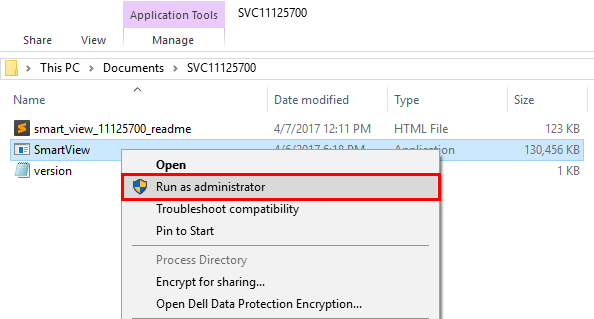 Application Tools SVC11125700
Share View Manage
This PC Documents SVC11125700
Name Date modified Type Size
smart_view_11125700_readme 4/7/2017 12:11 PM HTML File 123 KB
SmartView 4/6/2017 6:18 PM Application 130,456 KB
version 1 KB
Open
Run as administrator
Troubleshoot compatibility
Pin to Start
Process Directory
Encrypt for sharing...
Open Dell Data Protection Encryption...